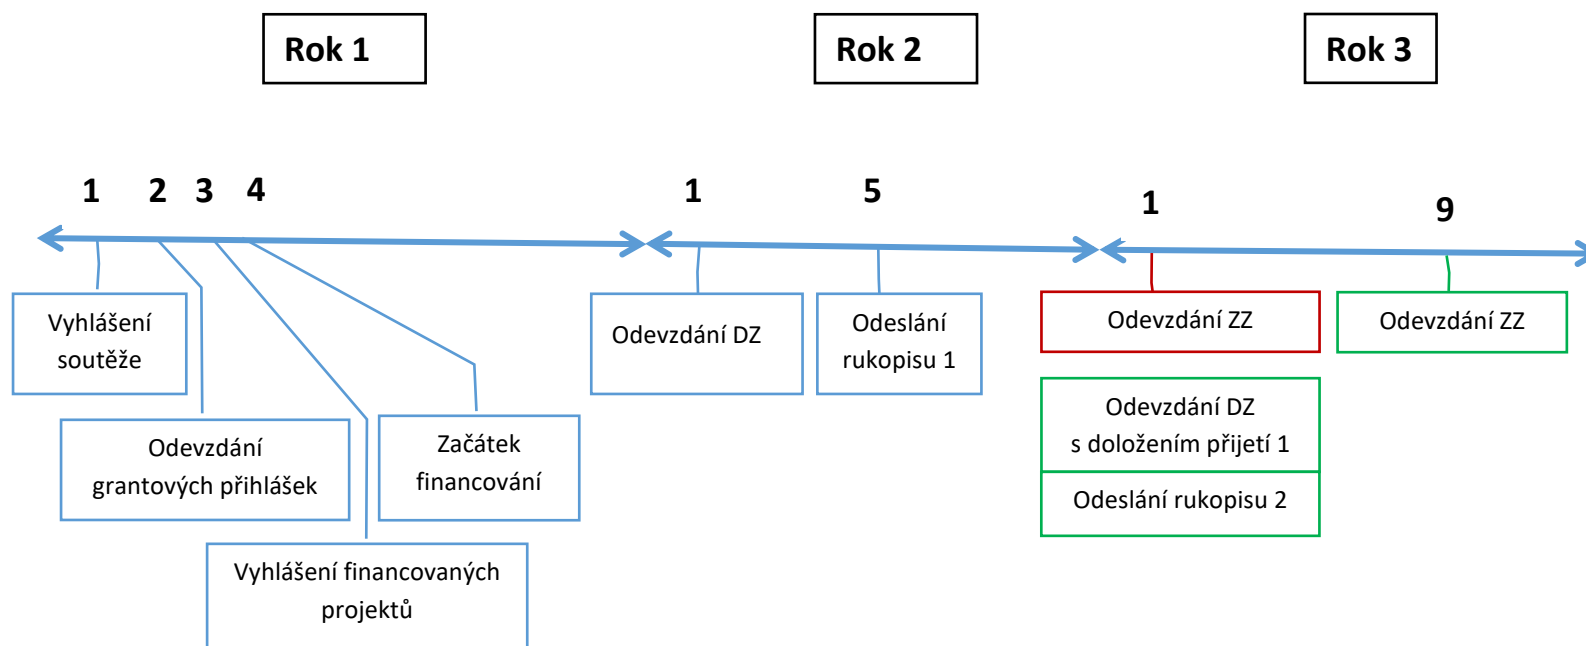 Rok 1
Rok 2
Rok 3
1
2
3
4
1
5
1
9
Vyhlášení
soutěže
Odevzdání
grantových přihlášek
Vyhlášení financovaných
projektů
Začátek
financování
Odevzdání DZ
Odeslání
rukopisu 1
Odevzdání ZZ
Odevzdání DZ
s doložením přijetí 1
Odeslání rukopisu 2
Odevzdání ZZ